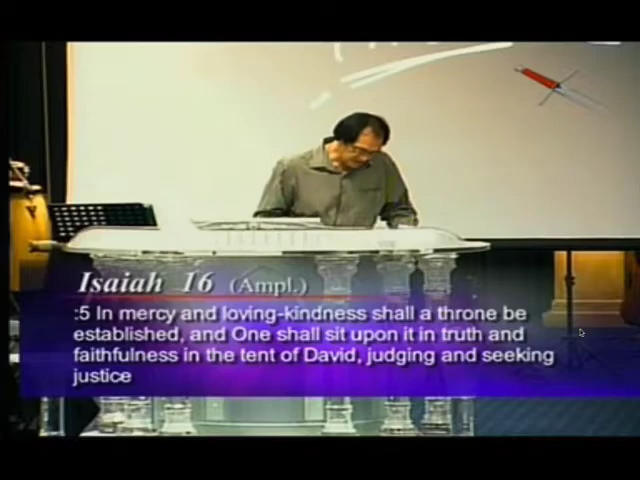 Isaiah 16 (Ampl.)
:5 In mercy and loving-kindness shall a throne be
established, and One shall sit upon it in truth and
faithfulness in the tent of David, judging and seeking
justice